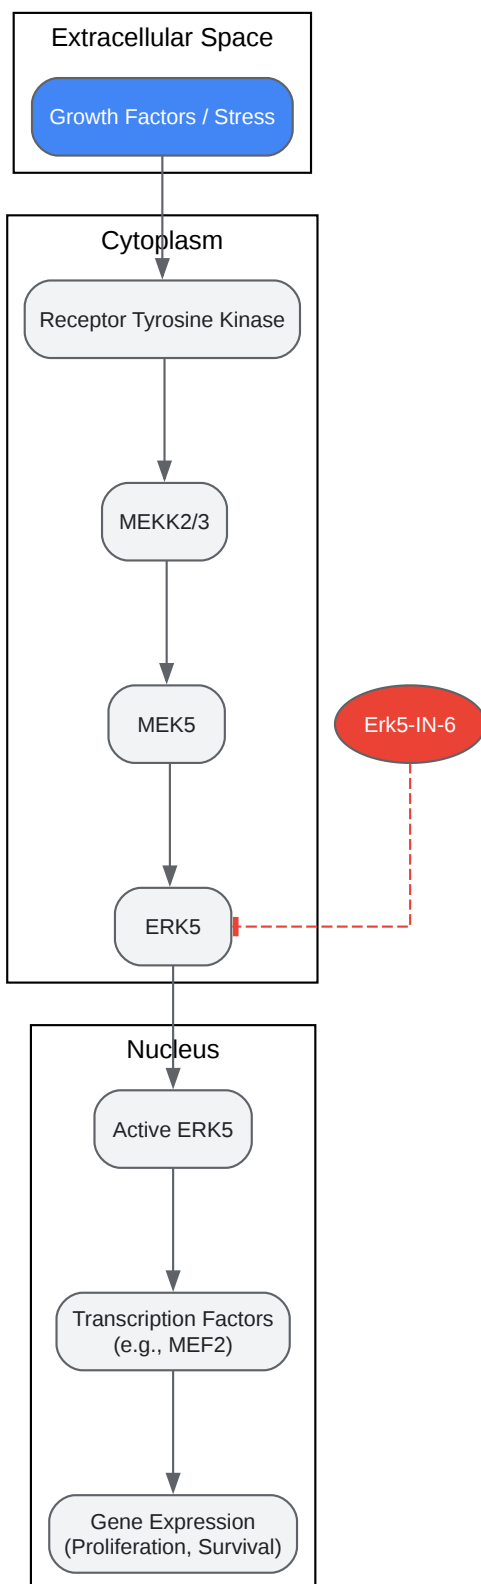 Extracellular Space
Growth Factors / Stress
Cytoplasm
Receptor Tyrosine Kinase
MEKK2/3
MEK5
Erk5-IN-6
ERK5
Nucleus
Active ERK5
Transcription Factors
(e.g., MEF2)
Gene Expression
(Proliferation, Survival)